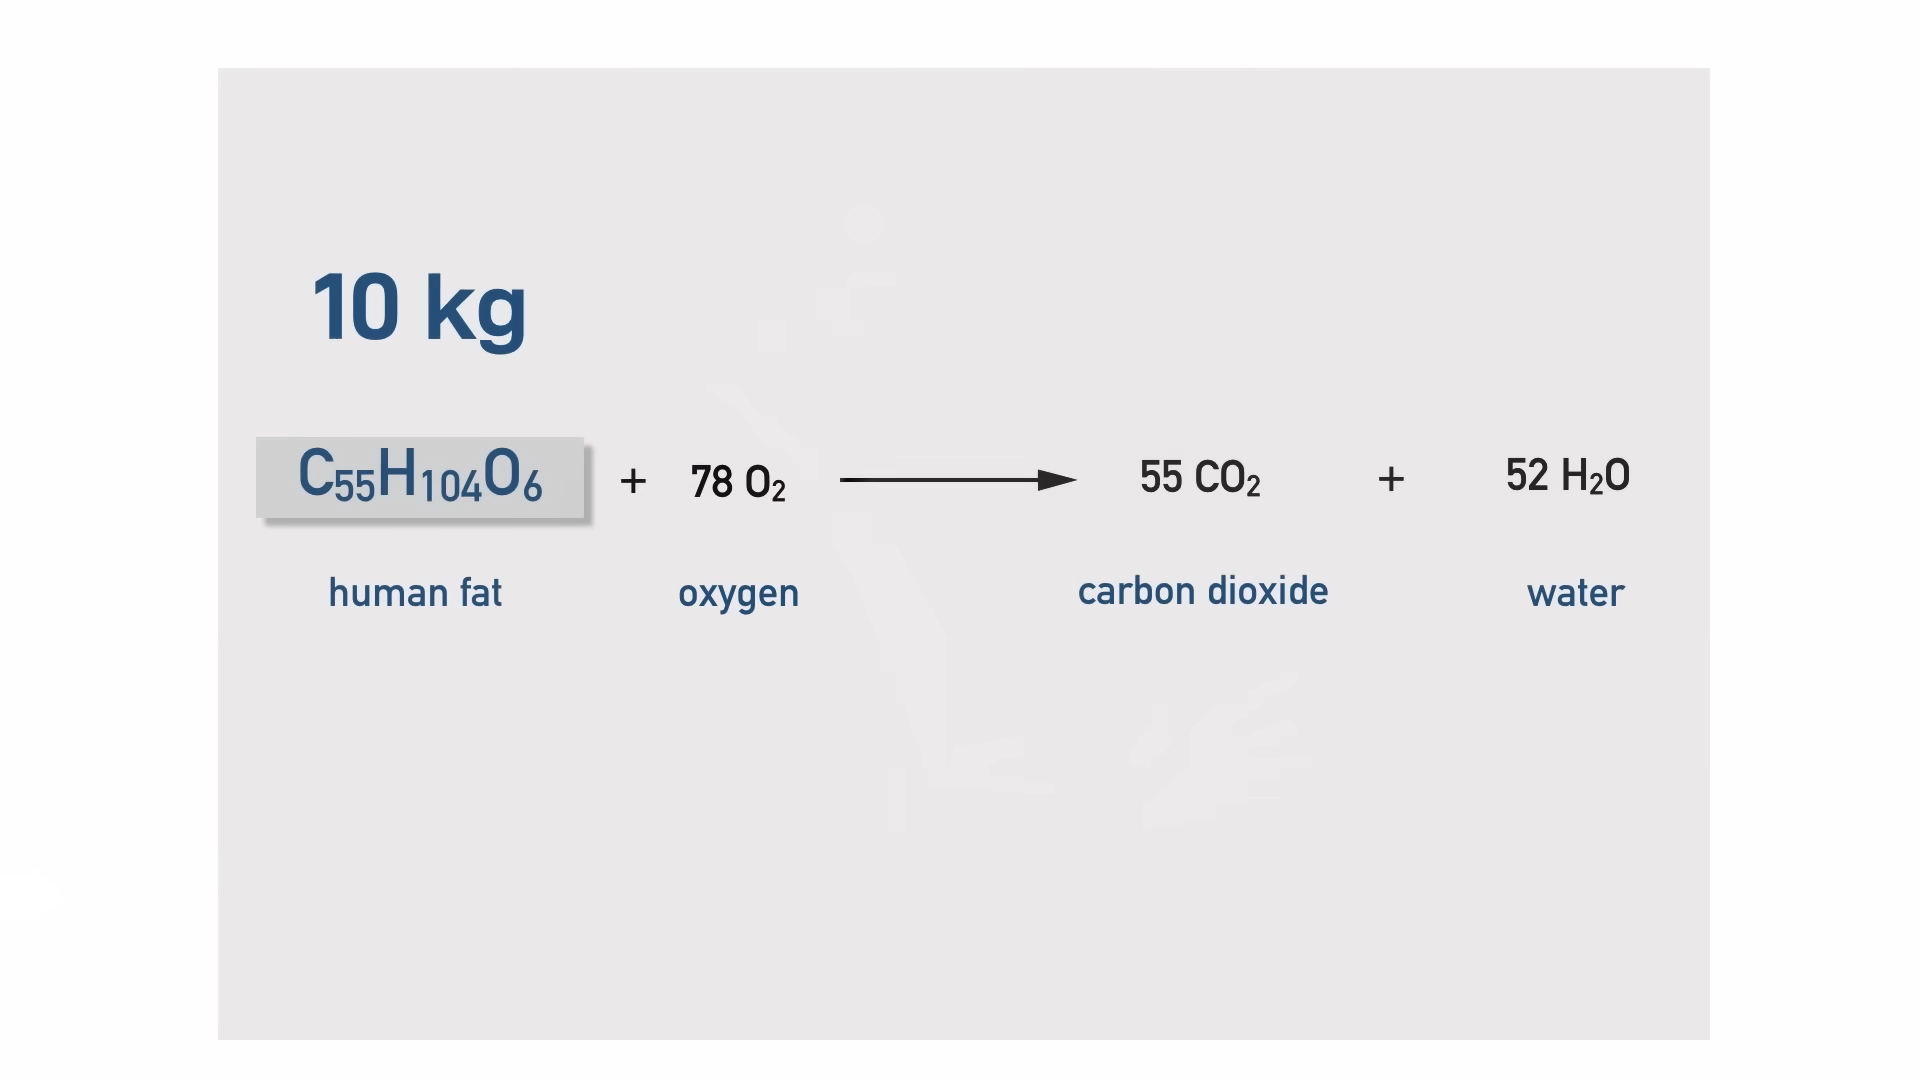 10 kg
C₅₅H₁₀₄O₆ + 78 O₂ → 55 CO₂ + 52 H₂O
human fat oxygen carbon dioxide water